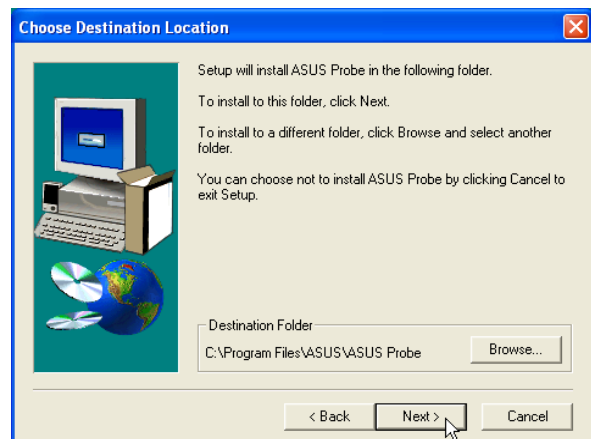 Choose Destination Location
Setup will install ASUS Probe in the following folder.
To install to this folder, click Next.
To install to a different folder, click Browse and select another
folder.
You can choose not to install ASUS Probe by clicking Cancel to
exit Setup.
Destination Folder
C:\Program Files\ASUS\ASUS Probe
Browse...
< Back
Next >
Cancel